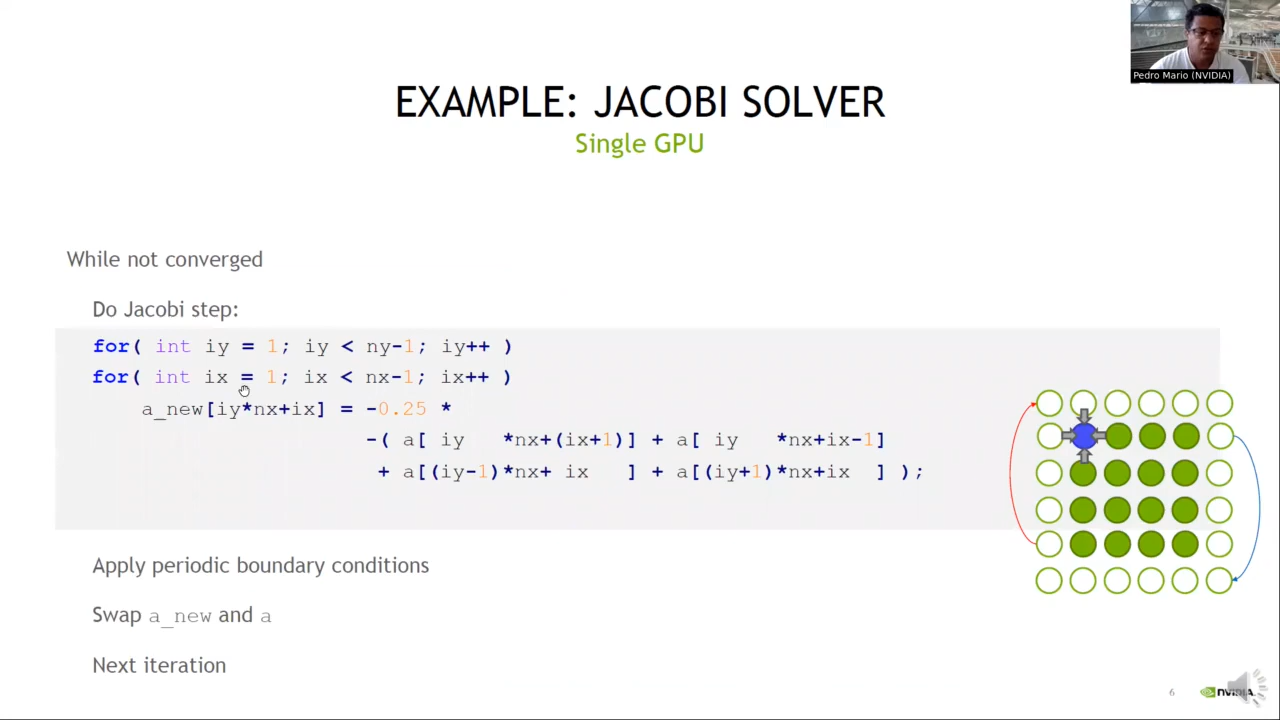 Pedro Mario (NVIDIA)
EXAMPLE: JACOBI SOLVER
Single GPU
While not converged
Do Jacobi step:
for( int iy = 1; iy < ny-1; iy++ )
for( int ix = 1; ix < nx-1; ix++ )
a_new[iy*nx+ix] = -0.25 *
-( a[ iy *nx+(ix+1)] + a[ iy *nx+ix-1]
+ a[(iy-1)*nx+ ix ] + a[(iy+1)*nx+ix ] );
Apply periodic boundary conditions
Swap a_new and a
Next iteration
6
NVIDIA.